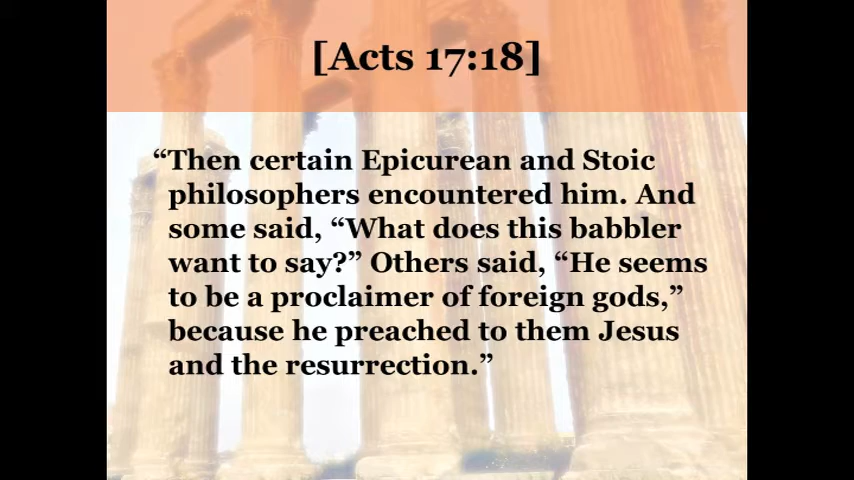 [Acts 17:18]
“Then certain Epicurean and Stoic
philosophers encountered him. And
some said, “What does this babbler
want to say?” Others said, “He seems
to be a proclaimer of foreign gods,”
because he preached to them Jesus
and the resurrection.”